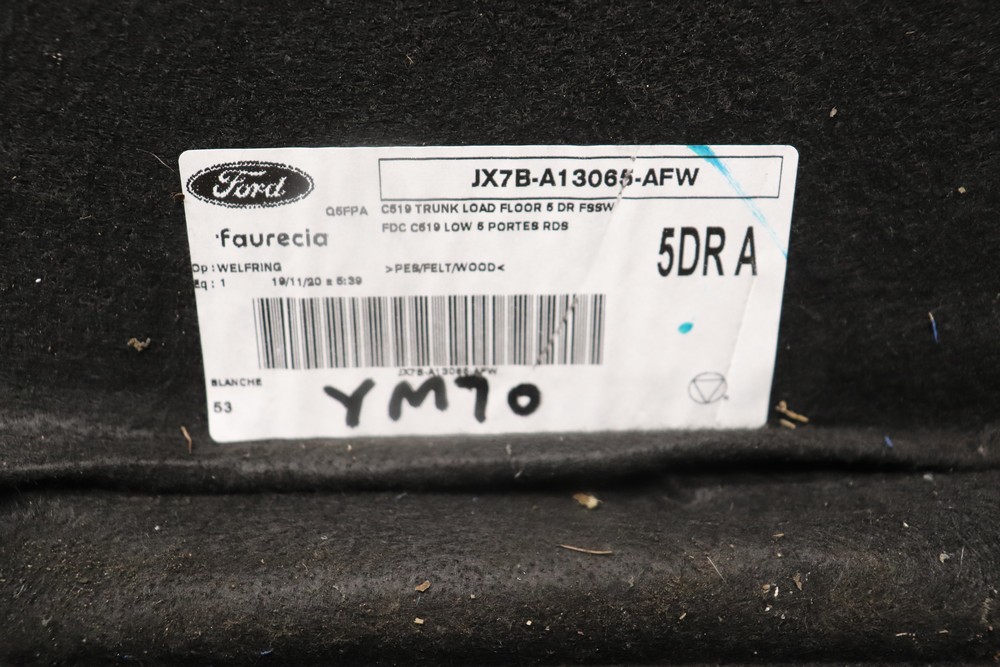 Ford
JX7B-A13065-AFW
Q5FPA C519 TRUNK LOAD FLOOR 5 DR FSSW
FDC C519 LOW 5 PORTES RDS
faurecia
5DR A
Op : WELFRING >PES/FELT/WOOD<
Eq : 1 19/11/20 à 5:39
JX7B-A13065-AFW
BLANCHE
53
YM70